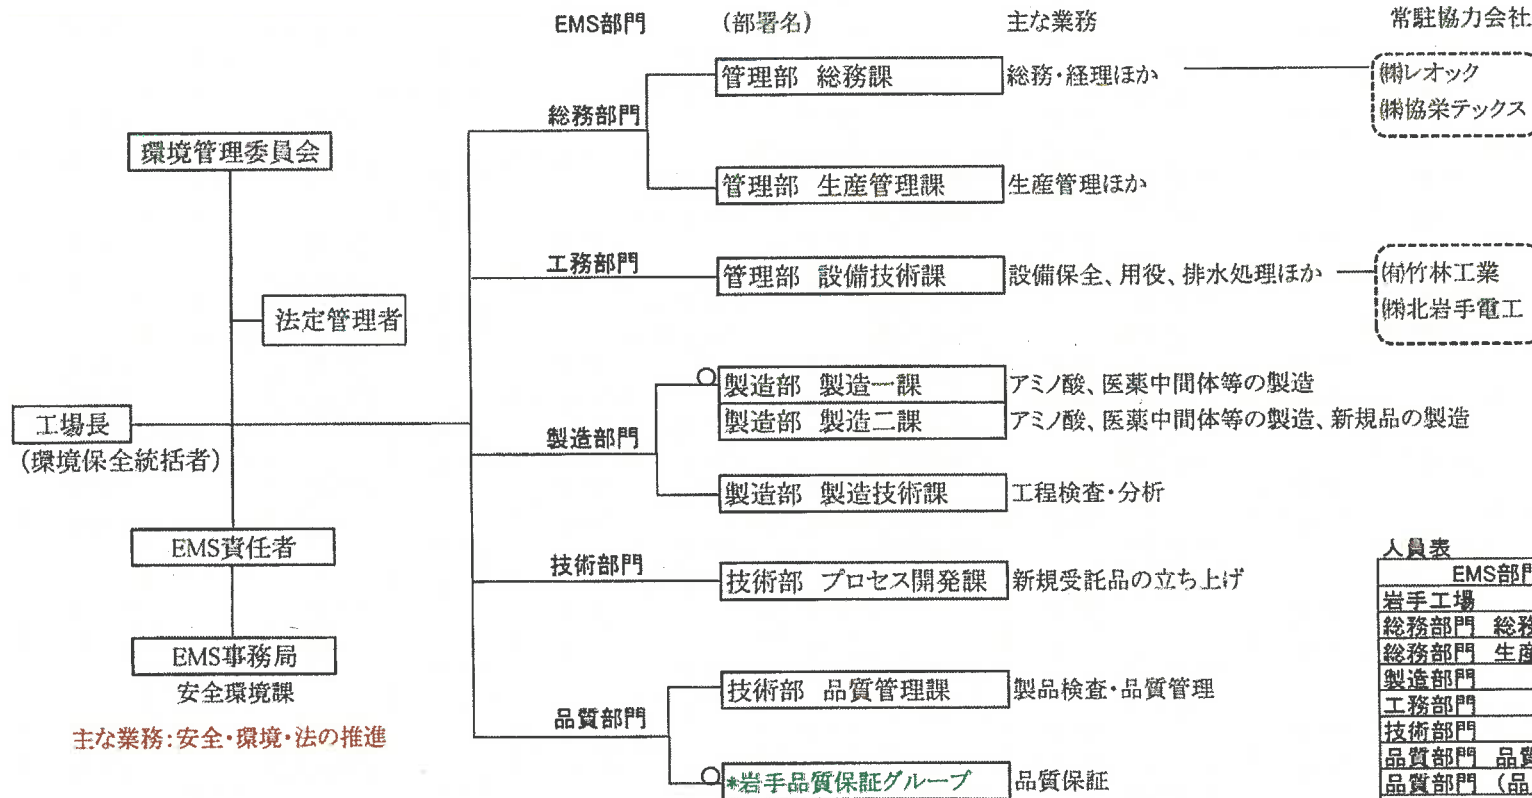 EMS部門 (部署名) 主な業務 常駐協力会社
管理部 総務課 総務・経理ほか ㈱レオック
㈱協栄テックス
総務部門
環境管理委員会
管理部 生産管理課 生産管理ほか
工務部門
管理部 設備技術課 設備保全、用役、排水処理ほか ㈲竹林工業
㈱北岩手電工
法定管理者
製造部 製造一課 アミノ酸、医薬中間体等の製造
製造部 製造二課 アミノ酸、医薬中間体等の製造、新規品の製造
工場長
(環境保全統括者)
製造部門
製造部 製造技術課 工程検査・分析
EMS責任者
技術部門
技術部 プロセス開発課 新規受託品の立ち上げ
EMS事務局
安全環境課
主な業務:安全・環境・法の推進
技術部 品質管理課 製品検査・品質管理
品質部門
*岩手品質保証グループ 品質保証
人員表
EMS部門
岩手工場
総務部門 総務
総務部門 生産
製造部門
工務部門
技術部門
品質部門 品質
品質部門 (品